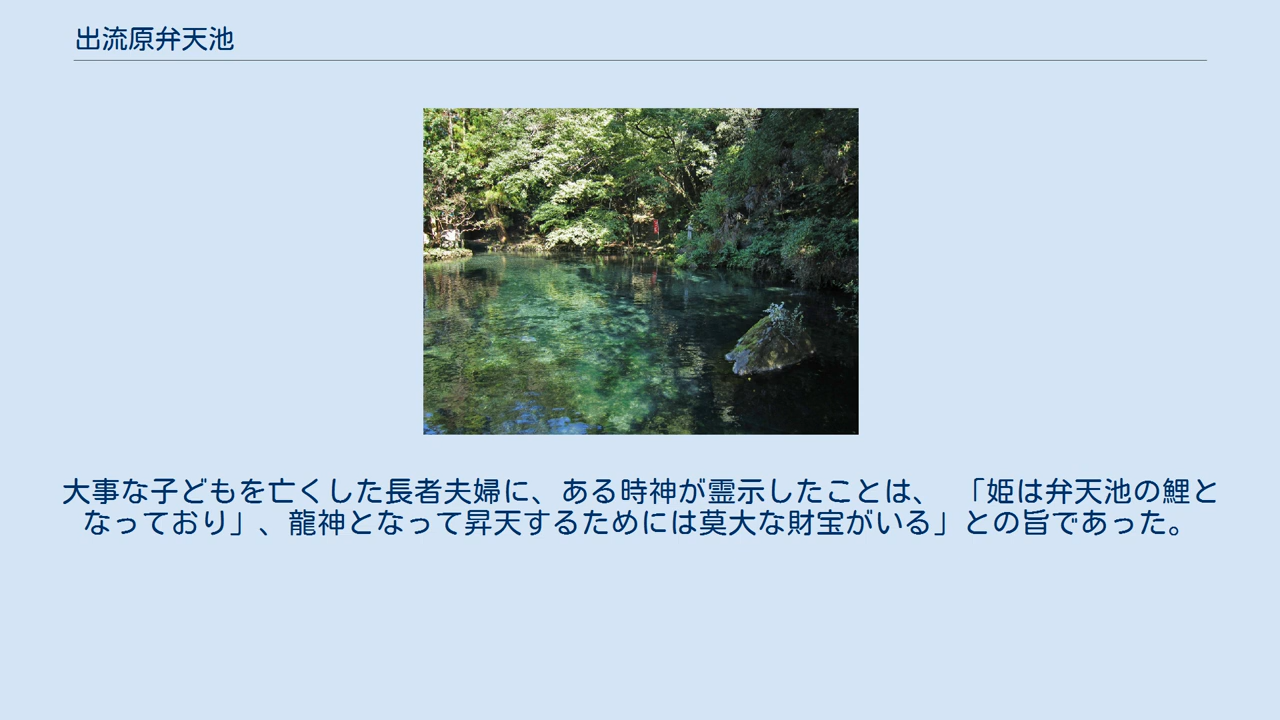 出流原弁天池
大事な子どもを亡くした長者夫婦に、ある時神が霊示したことは、　「姫は弁天池の鯉と
なっており」、龍神となって昇天するためには莫大な財宝がいる」との旨であった。